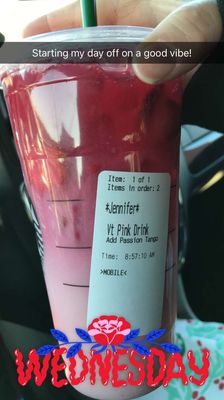 Starting my day off on a good vibe!
Item: 1 of 1
Items in order: 2
*Jennifer*
Vt Pink Drink
Add Passion Tango
Time: 8:57:10 AM
>MOBILE<
WEDNESDAY